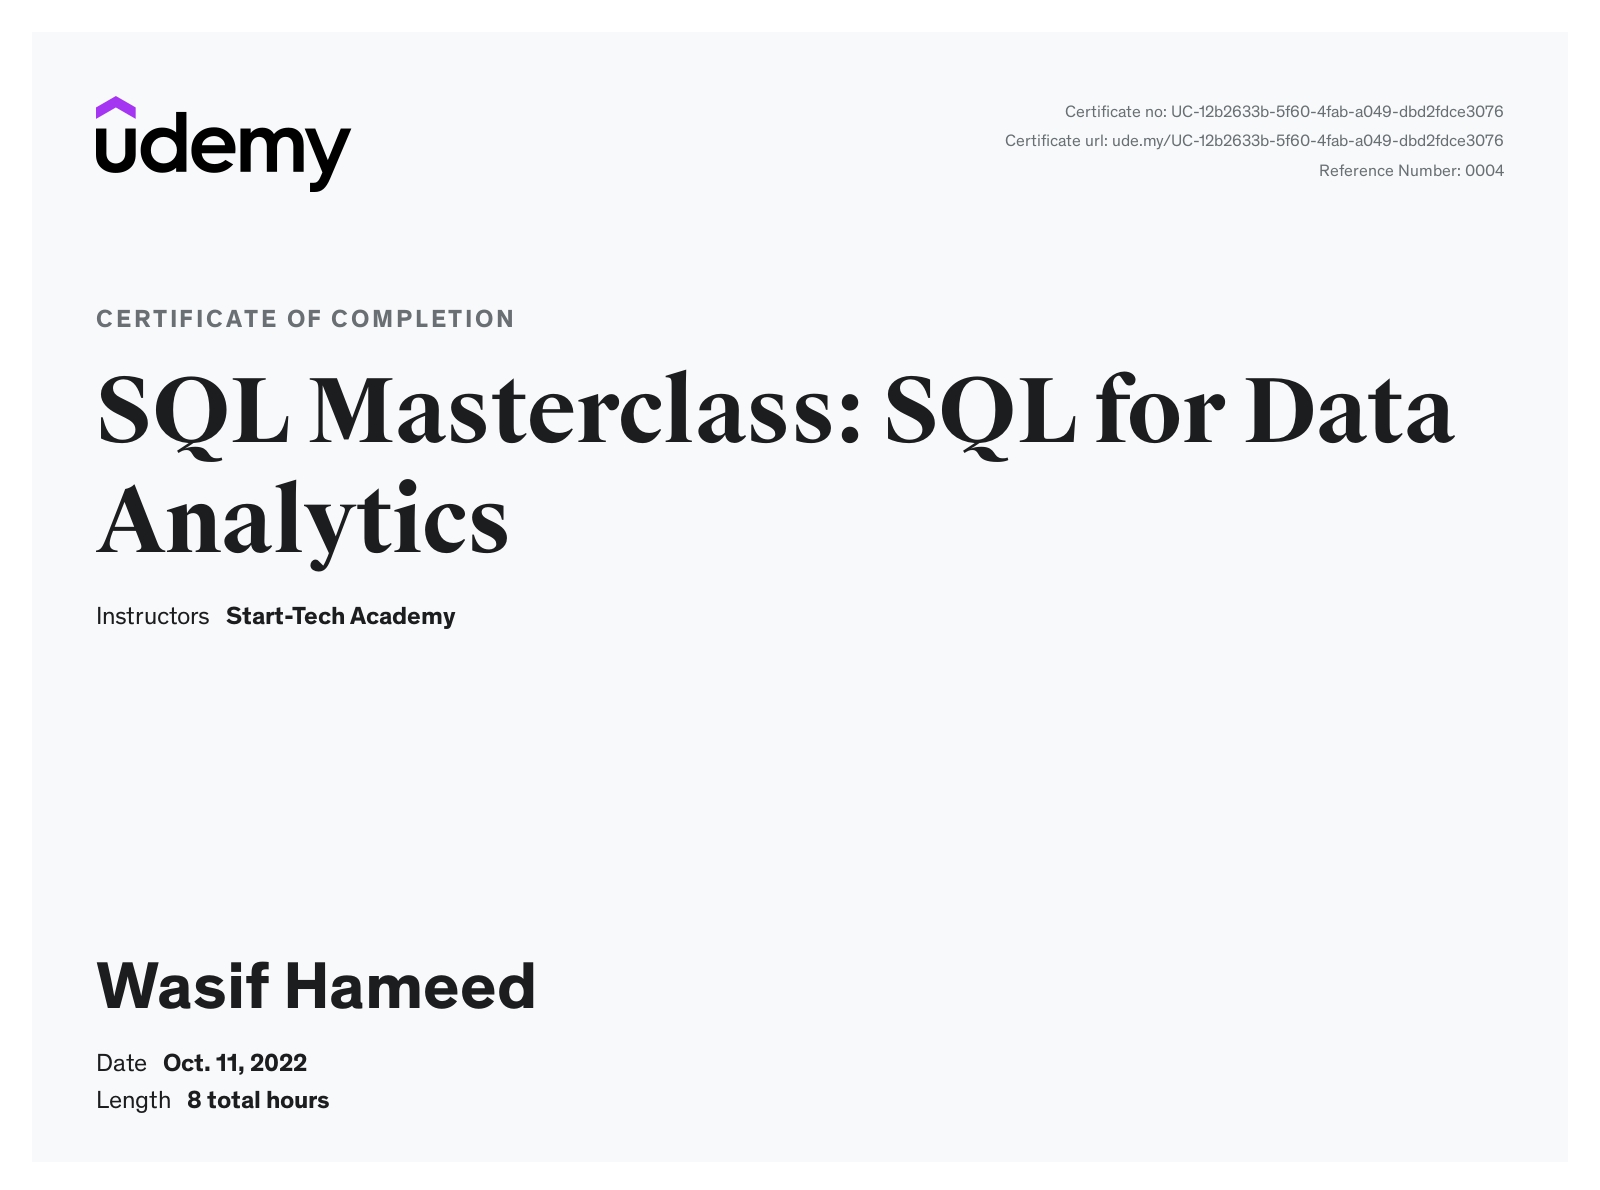 udemy
Certificate no: UC-12b2633b-5f60-4fab-a049-dbd2fdce3076
Certificate url: ude.my/UC-12b2633b-5f60-4fab-a049-dbd2fdce3076
Reference Number: 0004
CERTIFICATE OF COMPLETION
SQL Masterclass: SQL for Data
Analytics
Instructors Start-Tech Academy
Wasif Hameed
Date Oct. 11, 2022
Length 8 total hours